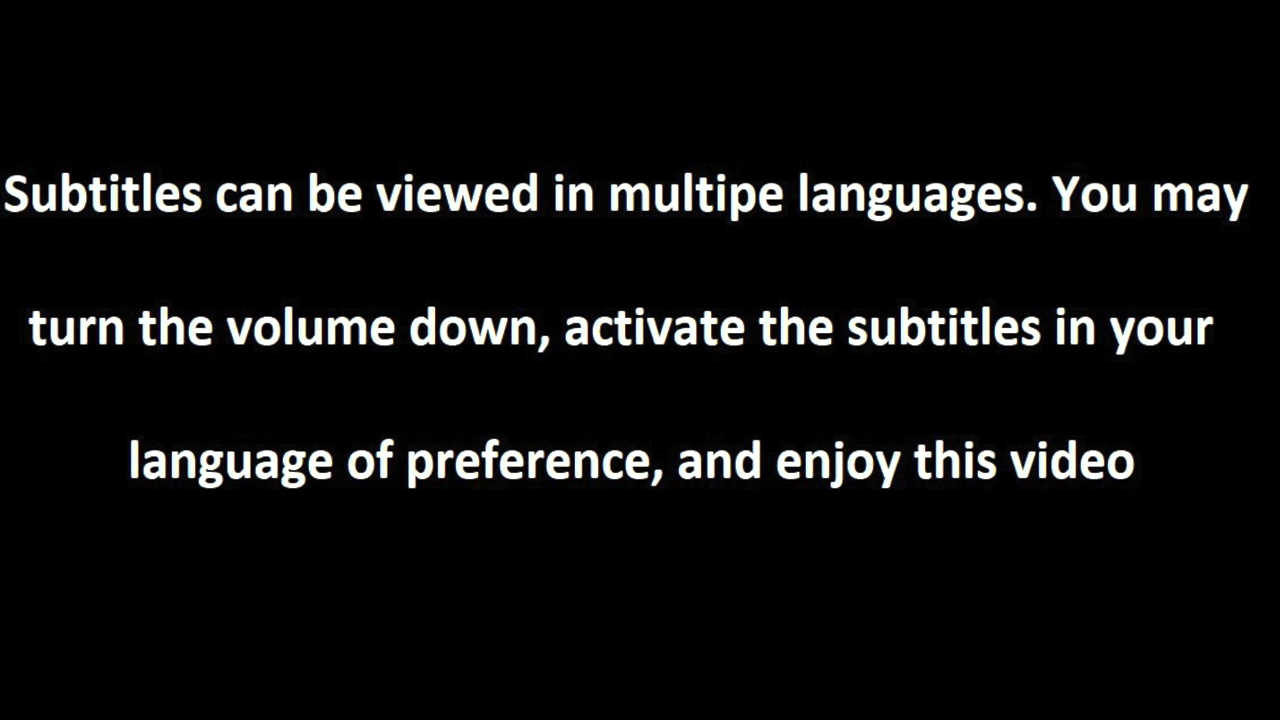 Subtitles can be viewed in multipe languages. You may
turn the volume down, activate the subtitles in your
language of preference, and enjoy this video